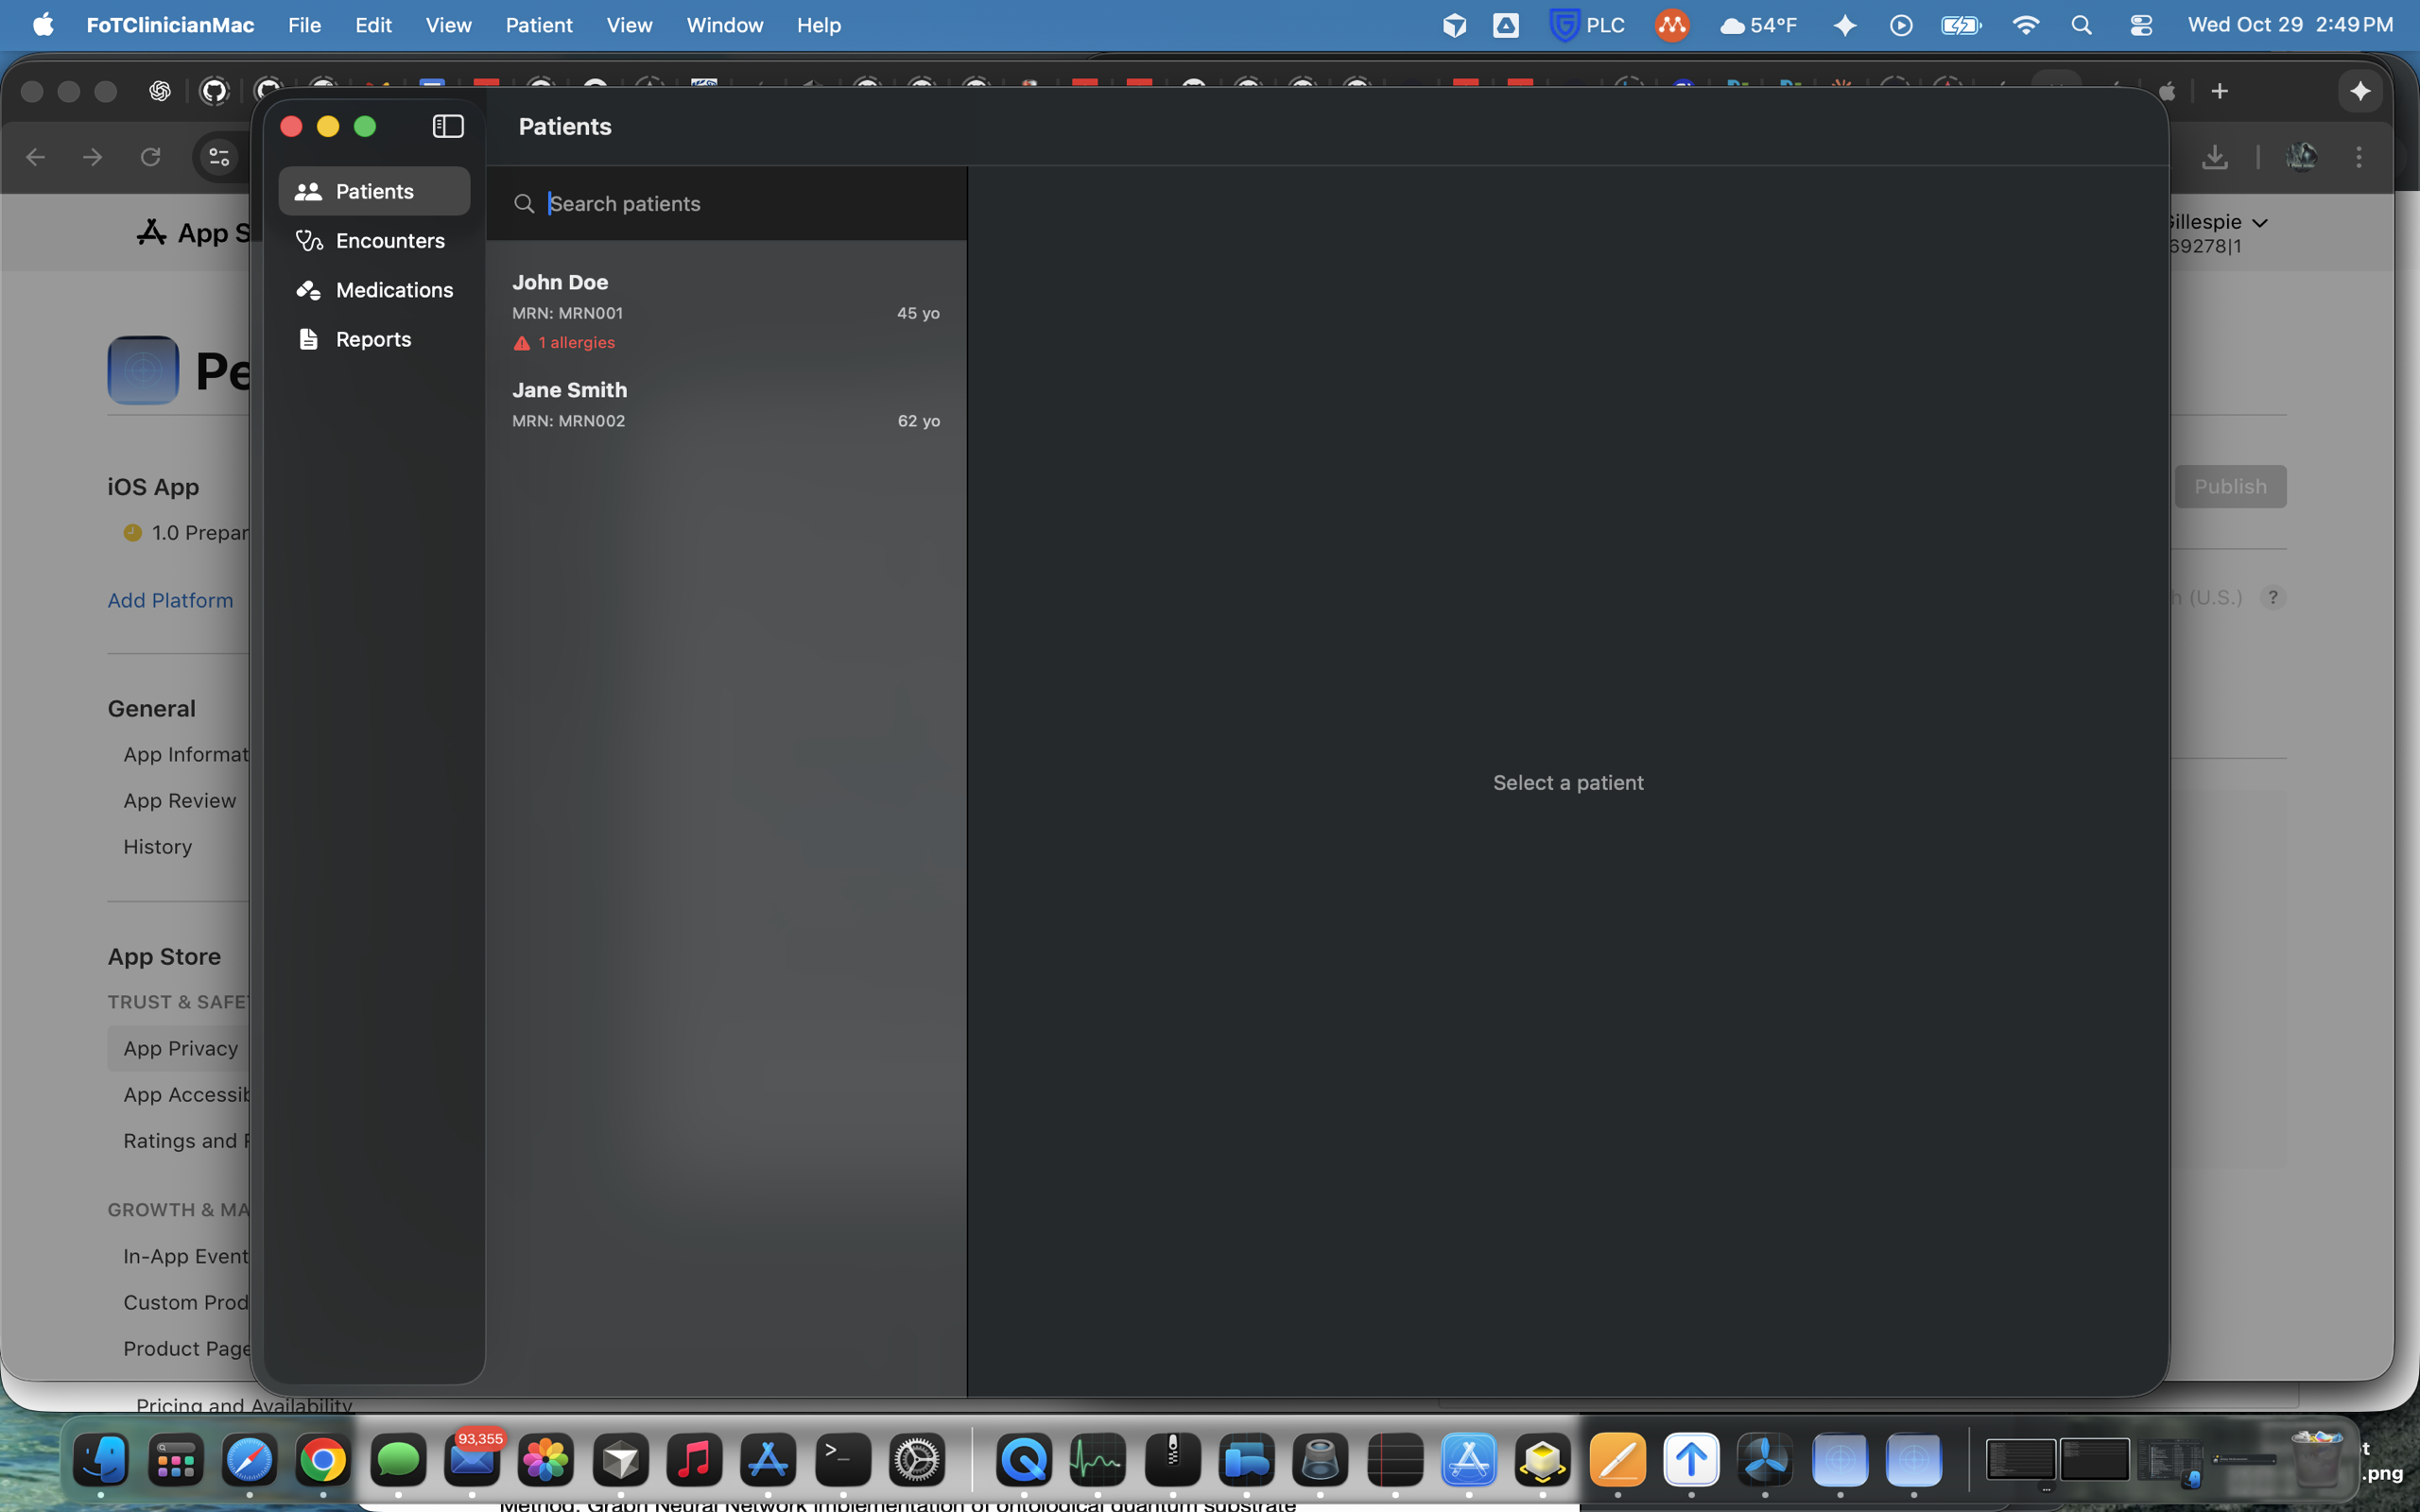 FoTClinicianMac File Edit View Patient View Window Help PLC 54°F Wed Oct 29 2:49 PM
Patients
Patients
Search patients
Encounters
Medications
Reports
John Doe
MRN: MRN001 45 yo
1 allergies
Jane Smith
MRN: MRN002 62 yo
Select a patient
App S
illespie
69278|1
Pe
iOS App
Publish
1.0 Prepar
Add Platform
h (U.S.) ?
General
App Informat
App Review
History
App Store
TRUST & SAFE
App Privacy
App Accessib
Ratings and R
GROWTH & MA
In-App Event
Custom Prod
Product Page
Pricing and Availability
93,355
t
.png
Method: Graph Neural Network implementation of ontological quantum substrate